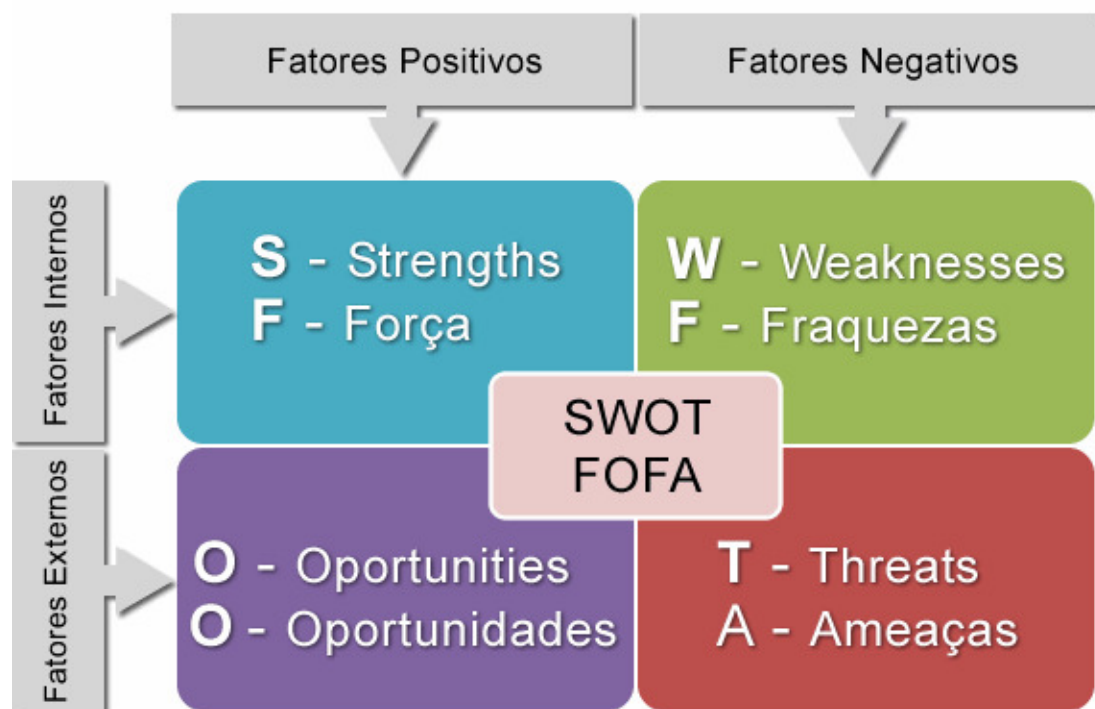 Fatores Positivos
Fatores Negativos
Fatores Internos
S - Strengths
F - Força
W - Weaknesses
F - Fraquezas
SWOT
FOFA
Fatores Externos
O - Oportunities
O - Oportunidades
T - Threats
A - Ameaças